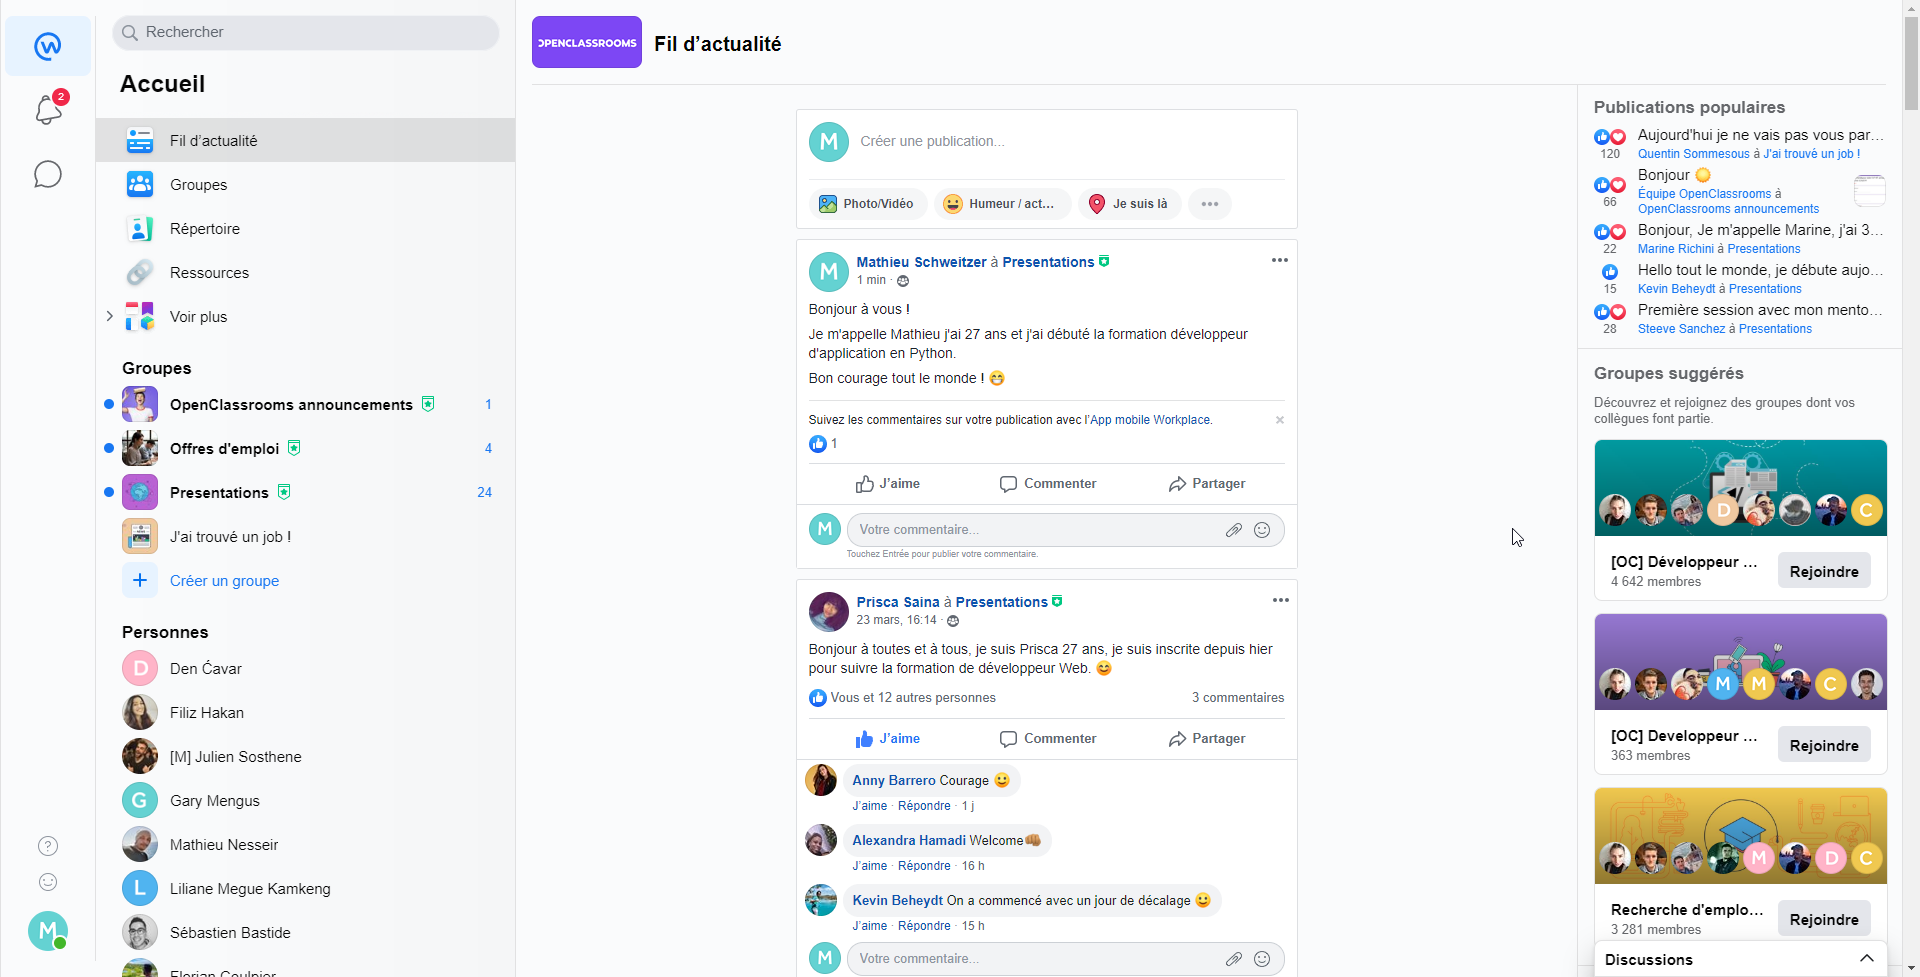 2
M
Rechercher
Accueil
Fil d’actualité
Groupes
Répertoire
Ressources
Voir plus
Groupes
OpenClassrooms announcements
1
Offres d'emploi
4
Presentations
24
J'ai trouvé un job !
Créer un groupe
Personnes
D Den Ćavar
Filiz Hakan
[M] Julien Sosthene
G Gary Mengus
Mathieu Nesseir
L Liliane Megue Kamkeng
Sébastien Bastide
Florian Coulpier
OPENCLASSROOMS
Fil d’actualité
M Créer une publication...
Photo/Vidéo
Humeur / act...
Je suis là
M Mathieu Schweitzer à Presentations
1 min ·
Bonjour à vous !
Je m'appelle Mathieu j'ai 27 ans et j'ai débuté la formation développeur
d'application en Python.
Bon courage tout le monde !
Suivez les commentaires sur votre publication avec l’App mobile Workplace.
1
J’aime
Commenter
Partager
M Votre commentaire...
Touchez Entrée pour publier votre commentaire.
Prisca Saina à Presentations
23 mars, 16:14 ·
Bonjour à toutes et à tous, je suis Prisca 27 ans, je suis inscrite depuis hier
pour suivre la formation de développeur Web.
Vous et 12 autres personnes
3 commentaires
J’aime
Commenter
Partager
Anny Barrero Courage
J’aime · Répondre · 1 j
Alexandra Hamadi Welcome
J’aime · Répondre · 16 h
Kevin Beheydt On a commencé avec un jour de décalage
J’aime · Répondre · 15 h
M Votre commentaire...
Publications populaires
Aujourd'hui je ne vais pas vous par...
120 Quentin Sommesous à J'ai trouvé un job !
Bonjour
66 Équipe OpenClassrooms à
OpenClassrooms announcements
Bonjour, Je m'appelle Marine, j'ai 3...
22 Marine Richini à Presentations
Hello tout le monde, je débute aujo...
15 Kevin Beheydt à Presentations
Première session avec mon mento...
28 Steeve Sanchez à Presentations
Groupes suggérés
Découvrez et rejoignez des groupes dont vos
collègues font partie.
D C
[OC] Développeur ...
4 642 membres
Rejoindre
M M C
[OC] Developpeur ...
363 membres
Rejoindre
M D C
Recherche d'emplo...
3 281 membres
Rejoindre
Discussions